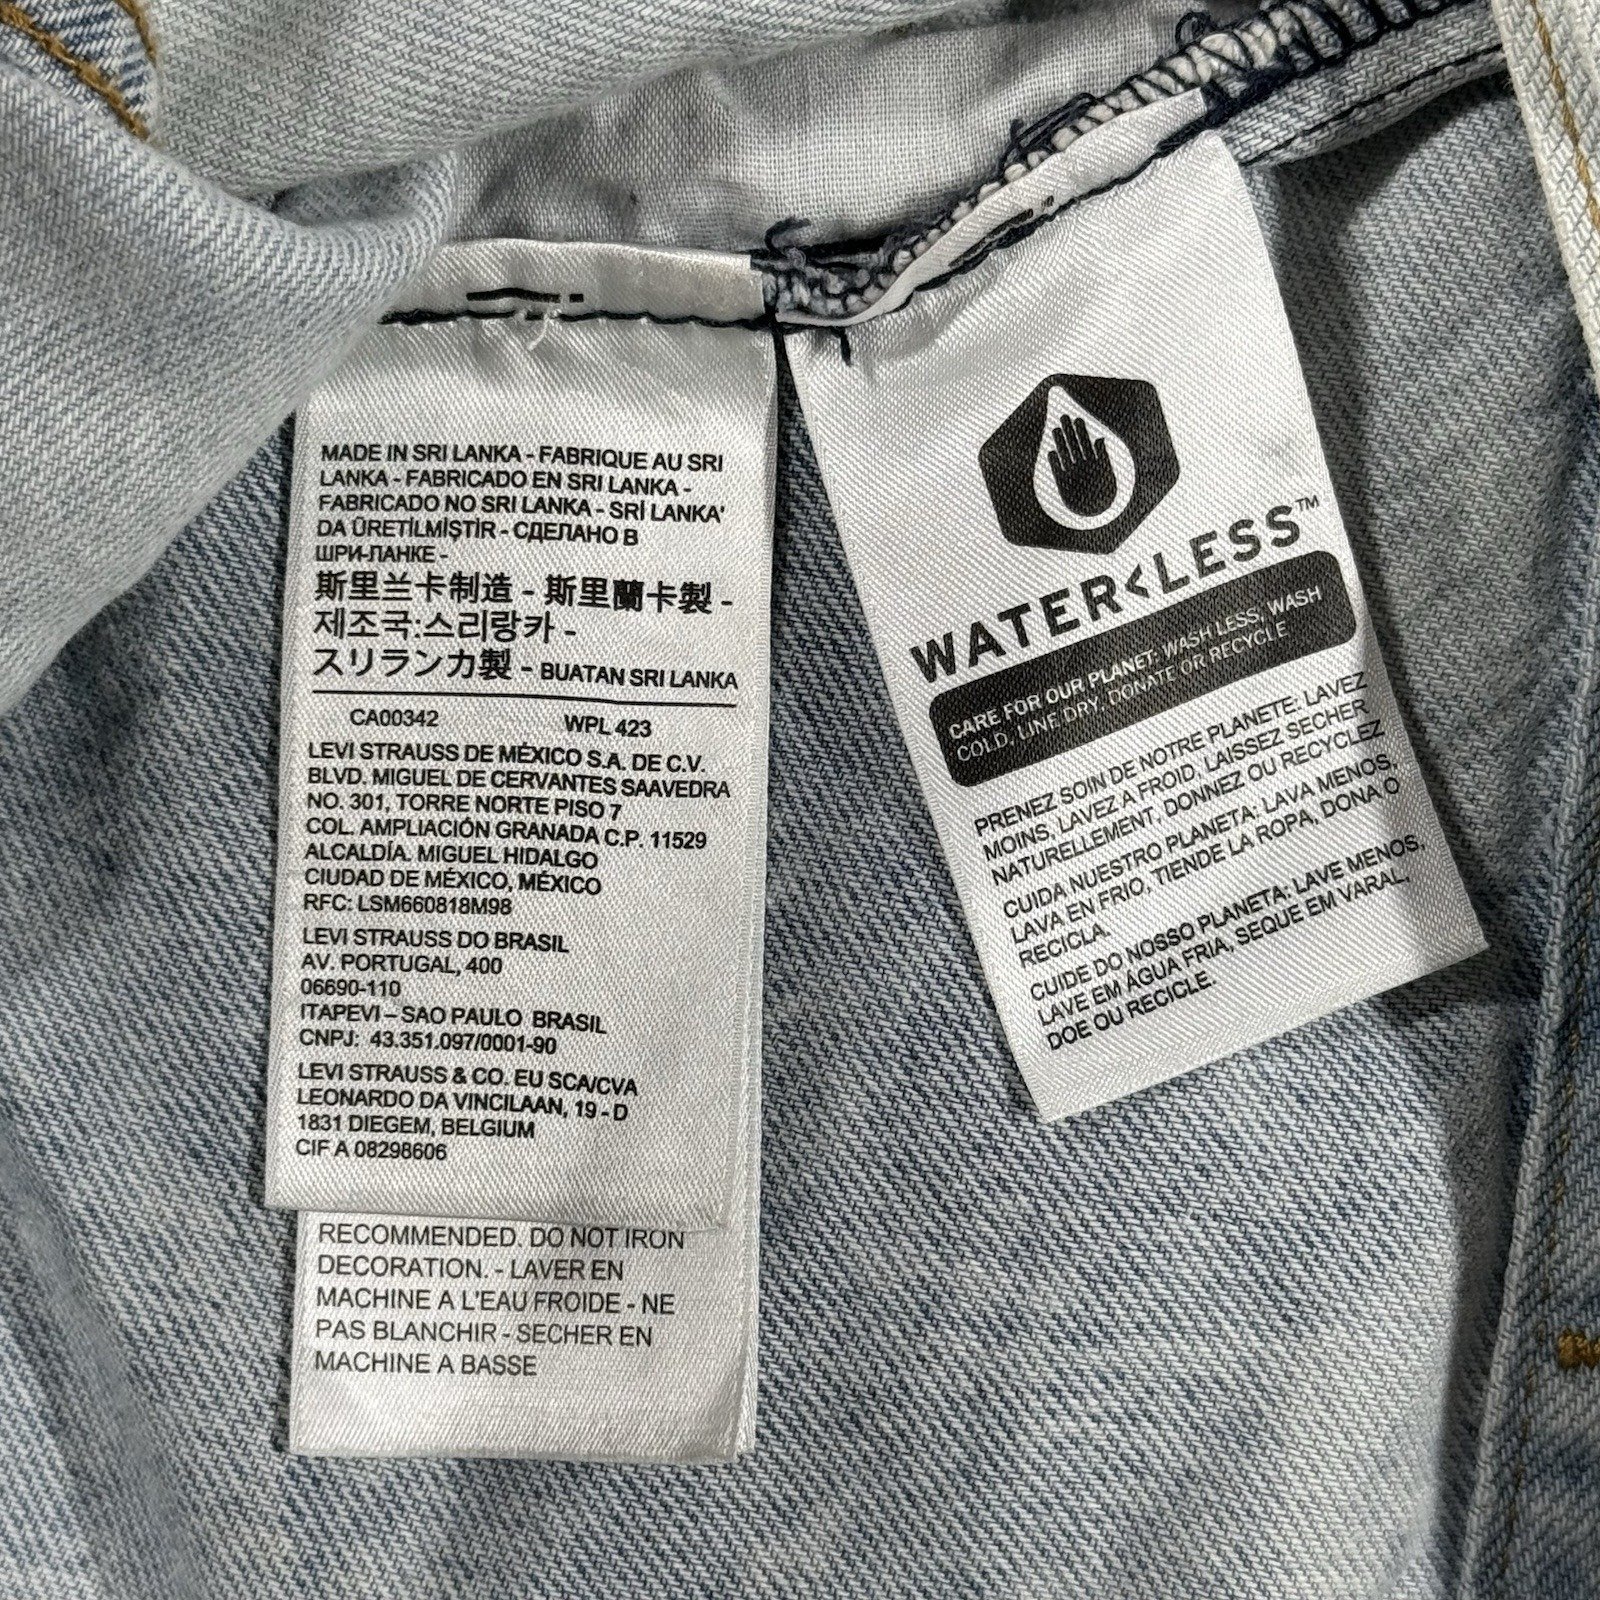 MADE IN SRI LANKA - FABRIQUE AU SRI
LANKA - FABRICADO EN SRI LANKA -
FABRICADO NO SRI LANKA - SRİ LANKA'
DA ÜRETİLMİŞTİR - СДЕЛАНО В
ШРИ-ЛАНКЕ -
斯里兰卡制造 - 斯里蘭卡製 -
제조국:스리랑카 -
スリランカ製 - BUATAN SRI LANKA
CA00342 WPL 423
LEVI STRAUSS DE MÉXICO S.A. DE C.V.
BLVD. MIGUEL DE CERVANTES SAAVEDRA
NO. 301, TORRE NORTE PISO 7
COL. AMPLIACIÓN GRANADA C.P. 11529
ALCALDÍA. MIGUEL HIDALGO
CIUDAD DE MÉXICO, MÉXICO
RFC: LSM660818M98
LEVI STRAUSS DO BRASIL
AV. PORTUGAL, 400
06690-110
ITAPEVI – SAO PAULO BRASIL
CNPJ: 43.351.097/0001-90
LEVI STRAUSS & CO. EU SCA/CVA
LEONARDO DA VINCILAAN, 19 - D
1831 DIEGEM, BELGIUM
CIF A 08298606
RECOMMENDED. DO NOT IRON
DECORATION. - LAVER EN
MACHINE A L'EAU FROIDE - NE
PAS BLANCHIR - SECHER EN
MACHINE A BASSE
WATER<LESS™
CARE FOR OUR PLANET: WASH LESS, WASH
COLD, LINE DRY, DONATE OR RECYCLE
PRENEZ SOIN DE NOTRE PLANETE: LAVEZ
MOINS, LAVEZ A FROID, LAISSEZ SECHER
NATURELLEMENT, DONNEZ OU RECYCLEZ
CUIDA NUESTRO PLANETA: LAVA MENOS,
LAVA EN FRIO, TIENDE LA ROPA, DONA O
RECICLA.
CUIDE DO NOSSO PLANETA: LAVE MENOS,
LAVE EM ÁGUA FRIA, SEQUE EM VARAL,
DOE OU RECICLE.